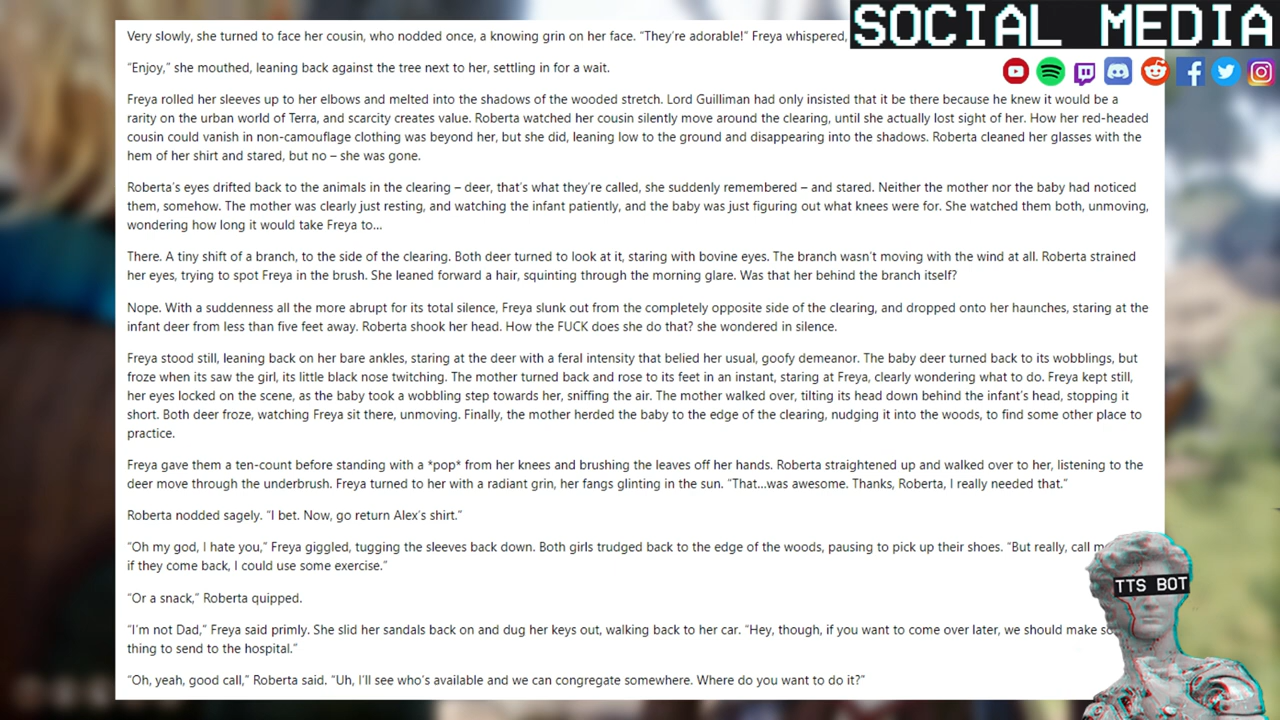 SOCIAL MEDIA
Very slowly, she turned to face her cousin, who nodded once, a knowing grin on her face. “They’re adorable!” Freya whispered,
“Enjoy,” she mouthed, leaning back against the tree next to her, settling in for a wait.
Freya rolled her sleeves up to her elbows and melted into the shadows of the wooded stretch. Lord Guilliman had only insisted that it be there because he knew it would be a
rarity on the urban world of Terra, and scarcity creates value. Roberta watched her cousin silently move around the clearing, until she actually lost sight of her. How her red-headed
cousin could vanish in non-camouflage clothing was beyond her, but she did, leaning low to the ground and disappearing into the shadows. Roberta cleaned her glasses with the
hem of her shirt and stared, but no – she was gone.
Roberta’s eyes drifted back to the animals in the clearing – deer, that’s what they’re called, she suddenly remembered – and stared. Neither the mother nor the baby had noticed
them, somehow. The mother was clearly just resting, and watching the infant patiently, and the baby was just figuring out what knees were for. She watched them both, unmoving,
wondering how long it would take Freya to…
There. A tiny shift of a branch, to the side of the clearing. Both deer turned to look at it, staring with bovine eyes. The branch wasn’t moving with the wind at all. Roberta strained
her eyes, trying to spot Freya in the brush. She leaned forward a hair, squinting through the morning glare. Was that her behind the branch itself?
Nope. With a suddenness all the more abrupt for its total silence, Freya slunk out from the completely opposite side of the clearing, and dropped onto her haunches, staring at the
infant deer from less than five feet away. Roberta shook her head. How the FUCK does she do that? she wondered in silence.
Freya stood still, leaning back on her bare ankles, staring at the deer with a feral intensity that belied her usual, goofy demeanor. The baby deer turned back to its wobblings, but
froze when its saw the girl, its little black nose twitching. The mother turned back and rose to its feet in an instant, staring at Freya, clearly wondering what to do. Freya kept still,
her eyes locked on the scene, as the baby took a wobbling step towards her, sniffing the air. The mother walked over, tilting its head down behind the infant’s head, stopping it
short. Both deer froze, watching Freya sit there, unmoving. Finally, the mother herded the baby to the edge of the clearing, nudging it into the woods, to find some other place to
practice.
Freya gave them a ten-count before standing with a *pop* from her knees and brushing the leaves off her hands. Roberta straightened up and walked over to her, listening to the
deer move through the underbrush. Freya turned to her with a radiant grin, her fangs glinting in the sun. “That…was awesome. Thanks, Roberta, I really needed that.”
Roberta nodded sagely. “I bet. Now, go return Alex’s shirt.”
“Oh my god, I hate you,” Freya giggled, tugging the sleeves back down. Both girls trudged back to the edge of the woods, pausing to pick up their shoes. “But really, call
if they come back, I could use some exercise.”
“Or a snack,” Roberta quipped.
“I’m not Dad,” Freya said primly. She slid her sandals back on and dug her keys out, walking back to her car. “Hey, though, if you want to come over later, we should make
thing to send to the hospital.”
“Oh, yeah, good call,” Roberta said. “Uh, I’ll see who’s available and we can congregate somewhere. Where do you want to do it?”
TTS BOT